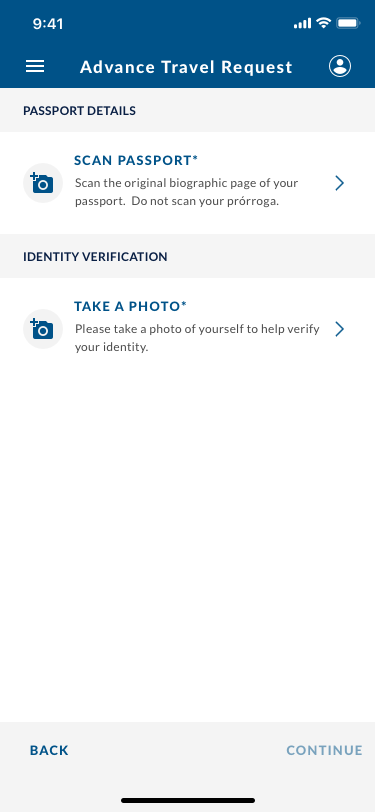 9:41
Advance Travel Request
PASSPORT DETAILS
SCAN PASSPORT*
Scan the original biographic page of your
passport.  Do not scan your prórroga.
IDENTITY VERIFICATION
TAKE A PHOTO*
Please take a photo of yourself to help verify
your identity.
BACK
CONTINUE